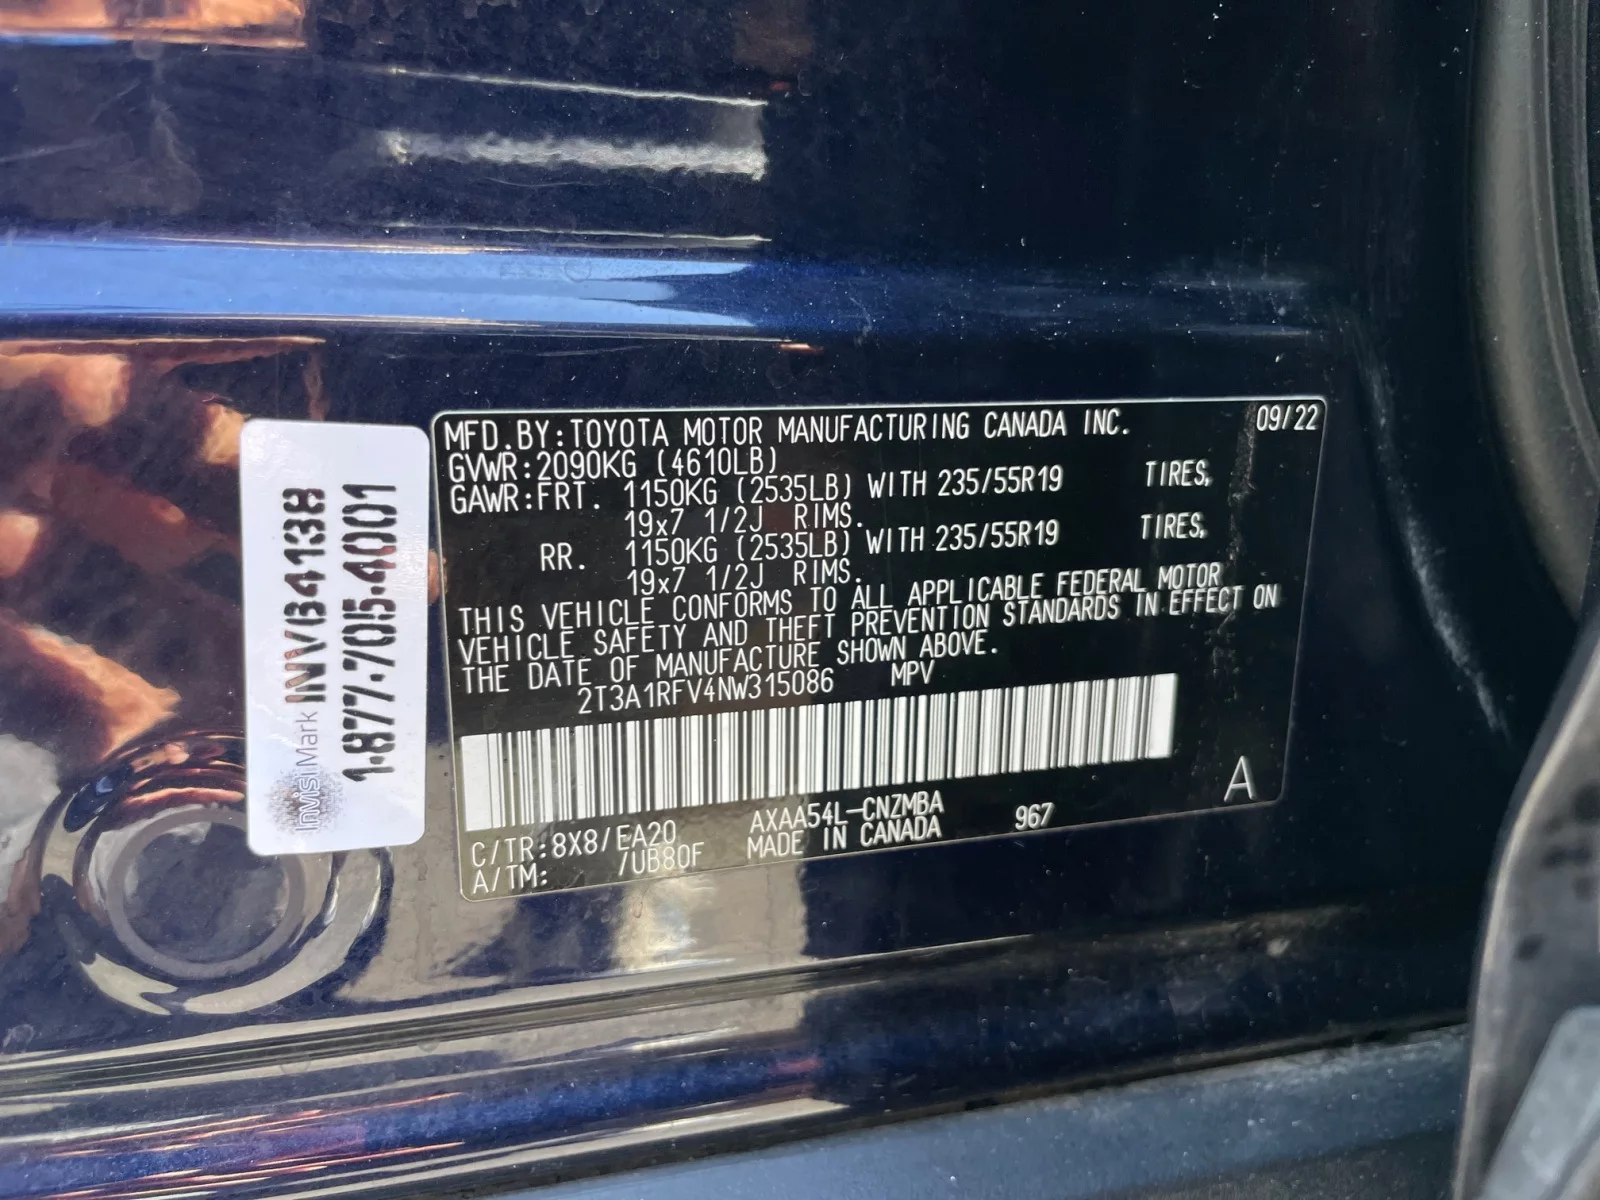 InvisiMark INV64138
1-877-705-4001
MFD.BY:TOYOTA MOTOR MANUFACTURING CANADA INC. 09/22
GVWR:2090KG (4610LB)
GAWR:FRT. 1150KG (2535LB) WITH 235/55R19 TIRES,
19x7 1/2J RIMS.
RR. 1150KG (2535LB) WITH 235/55R19 TIRES,
19x7 1/2J RIMS.
THIS VEHICLE CONFORMS TO ALL APPLICABLE FEDERAL MOTOR
VEHICLE SAFETY AND THEFT PREVENTION STANDARDS IN EFFECT ON
THE DATE OF MANUFACTURE SHOWN ABOVE.
2T3A1RFV4NW315086 MPV
A
C/TR:8X8/EA20 AXAA54L-CNZMBA 967
A/TM: /UB80F MADE IN CANADA